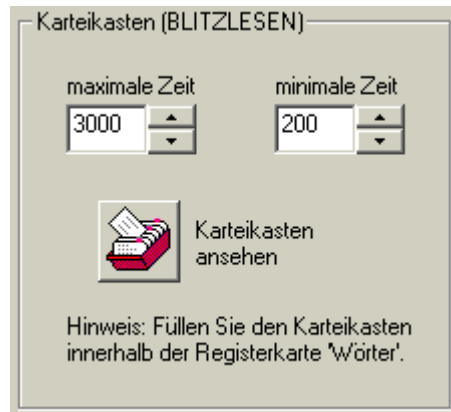 Karteikasten (BLITZLESEN)
maximale Zeit
minimale Zeit
3000
200
Karteikasten
ansehen
Hinweis: Füllen Sie den Karteikasten
innerhalb der Registerkarte 'Wörter'.